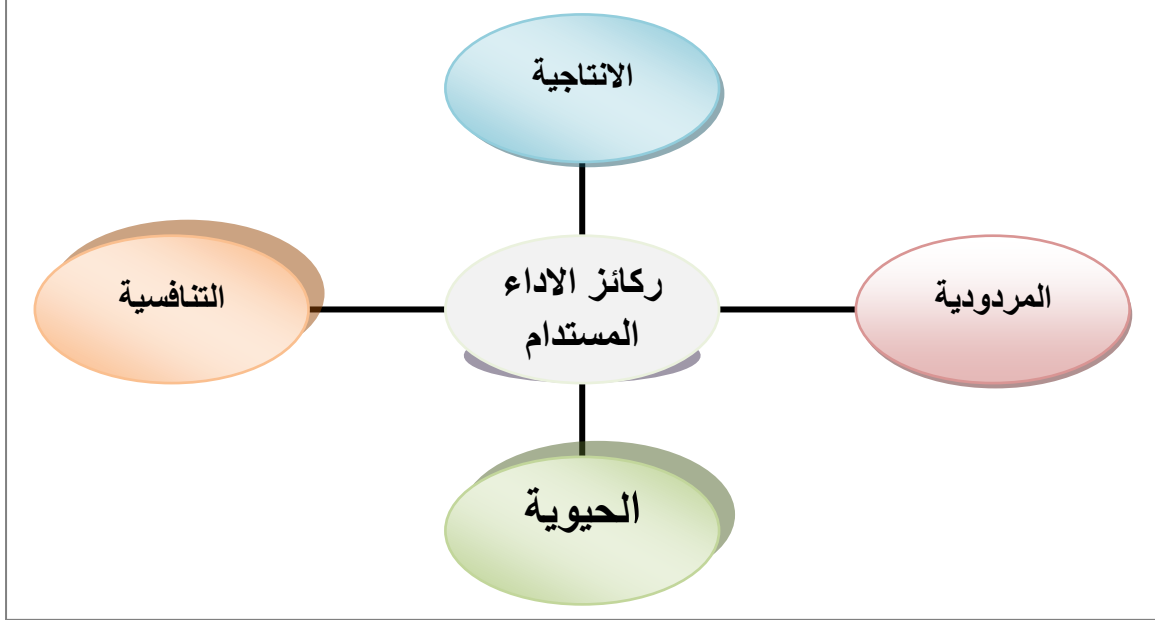 الانتاجية
المردودية
ركائز الاداء
المستدام
التنافسية
الحيوية